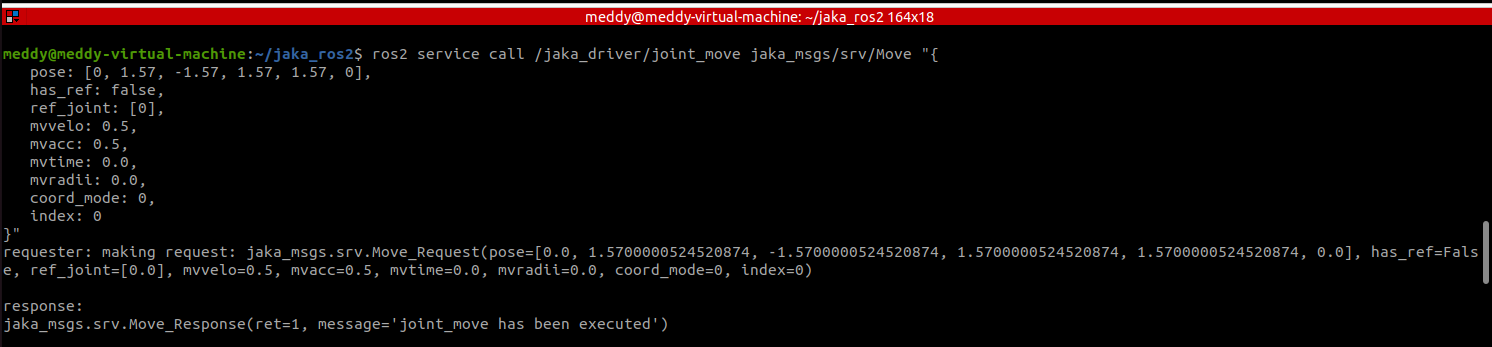 meddy@meddy-virtual-machine: ~/jaka_ros2 164x18
meddy@meddy-virtual-machine:~/jaka_ros2$ ros2 service call /jaka_driver/joint_move jaka_msgs/srv/Move "{
   pose: [0, 1.57, -1.57, 1.57, 1.57, 0],
   has_ref: false,
   ref_joint: [0],
   mvvelo: 0.5,
   mvacc: 0.5,
   mvtime: 0.0,
   mvradii: 0.0,
   coord_mode: 0,
   index: 0
}"
requester: making request: jaka_msgs.srv.Move_Request(pose=[0.0, 1.5700000524520874, -1.5700000524520874, 1.5700000524520874, 1.5700000524520874, 0.0], has_ref=Fals
e, ref_joint=[0.0], mvvelo=0.5, mvacc=0.5, mvtime=0.0, mvradii=0.0, coord_mode=0, index=0)
response:
jaka_msgs.srv.Move_Response(ret=1, message='joint_move has been executed')